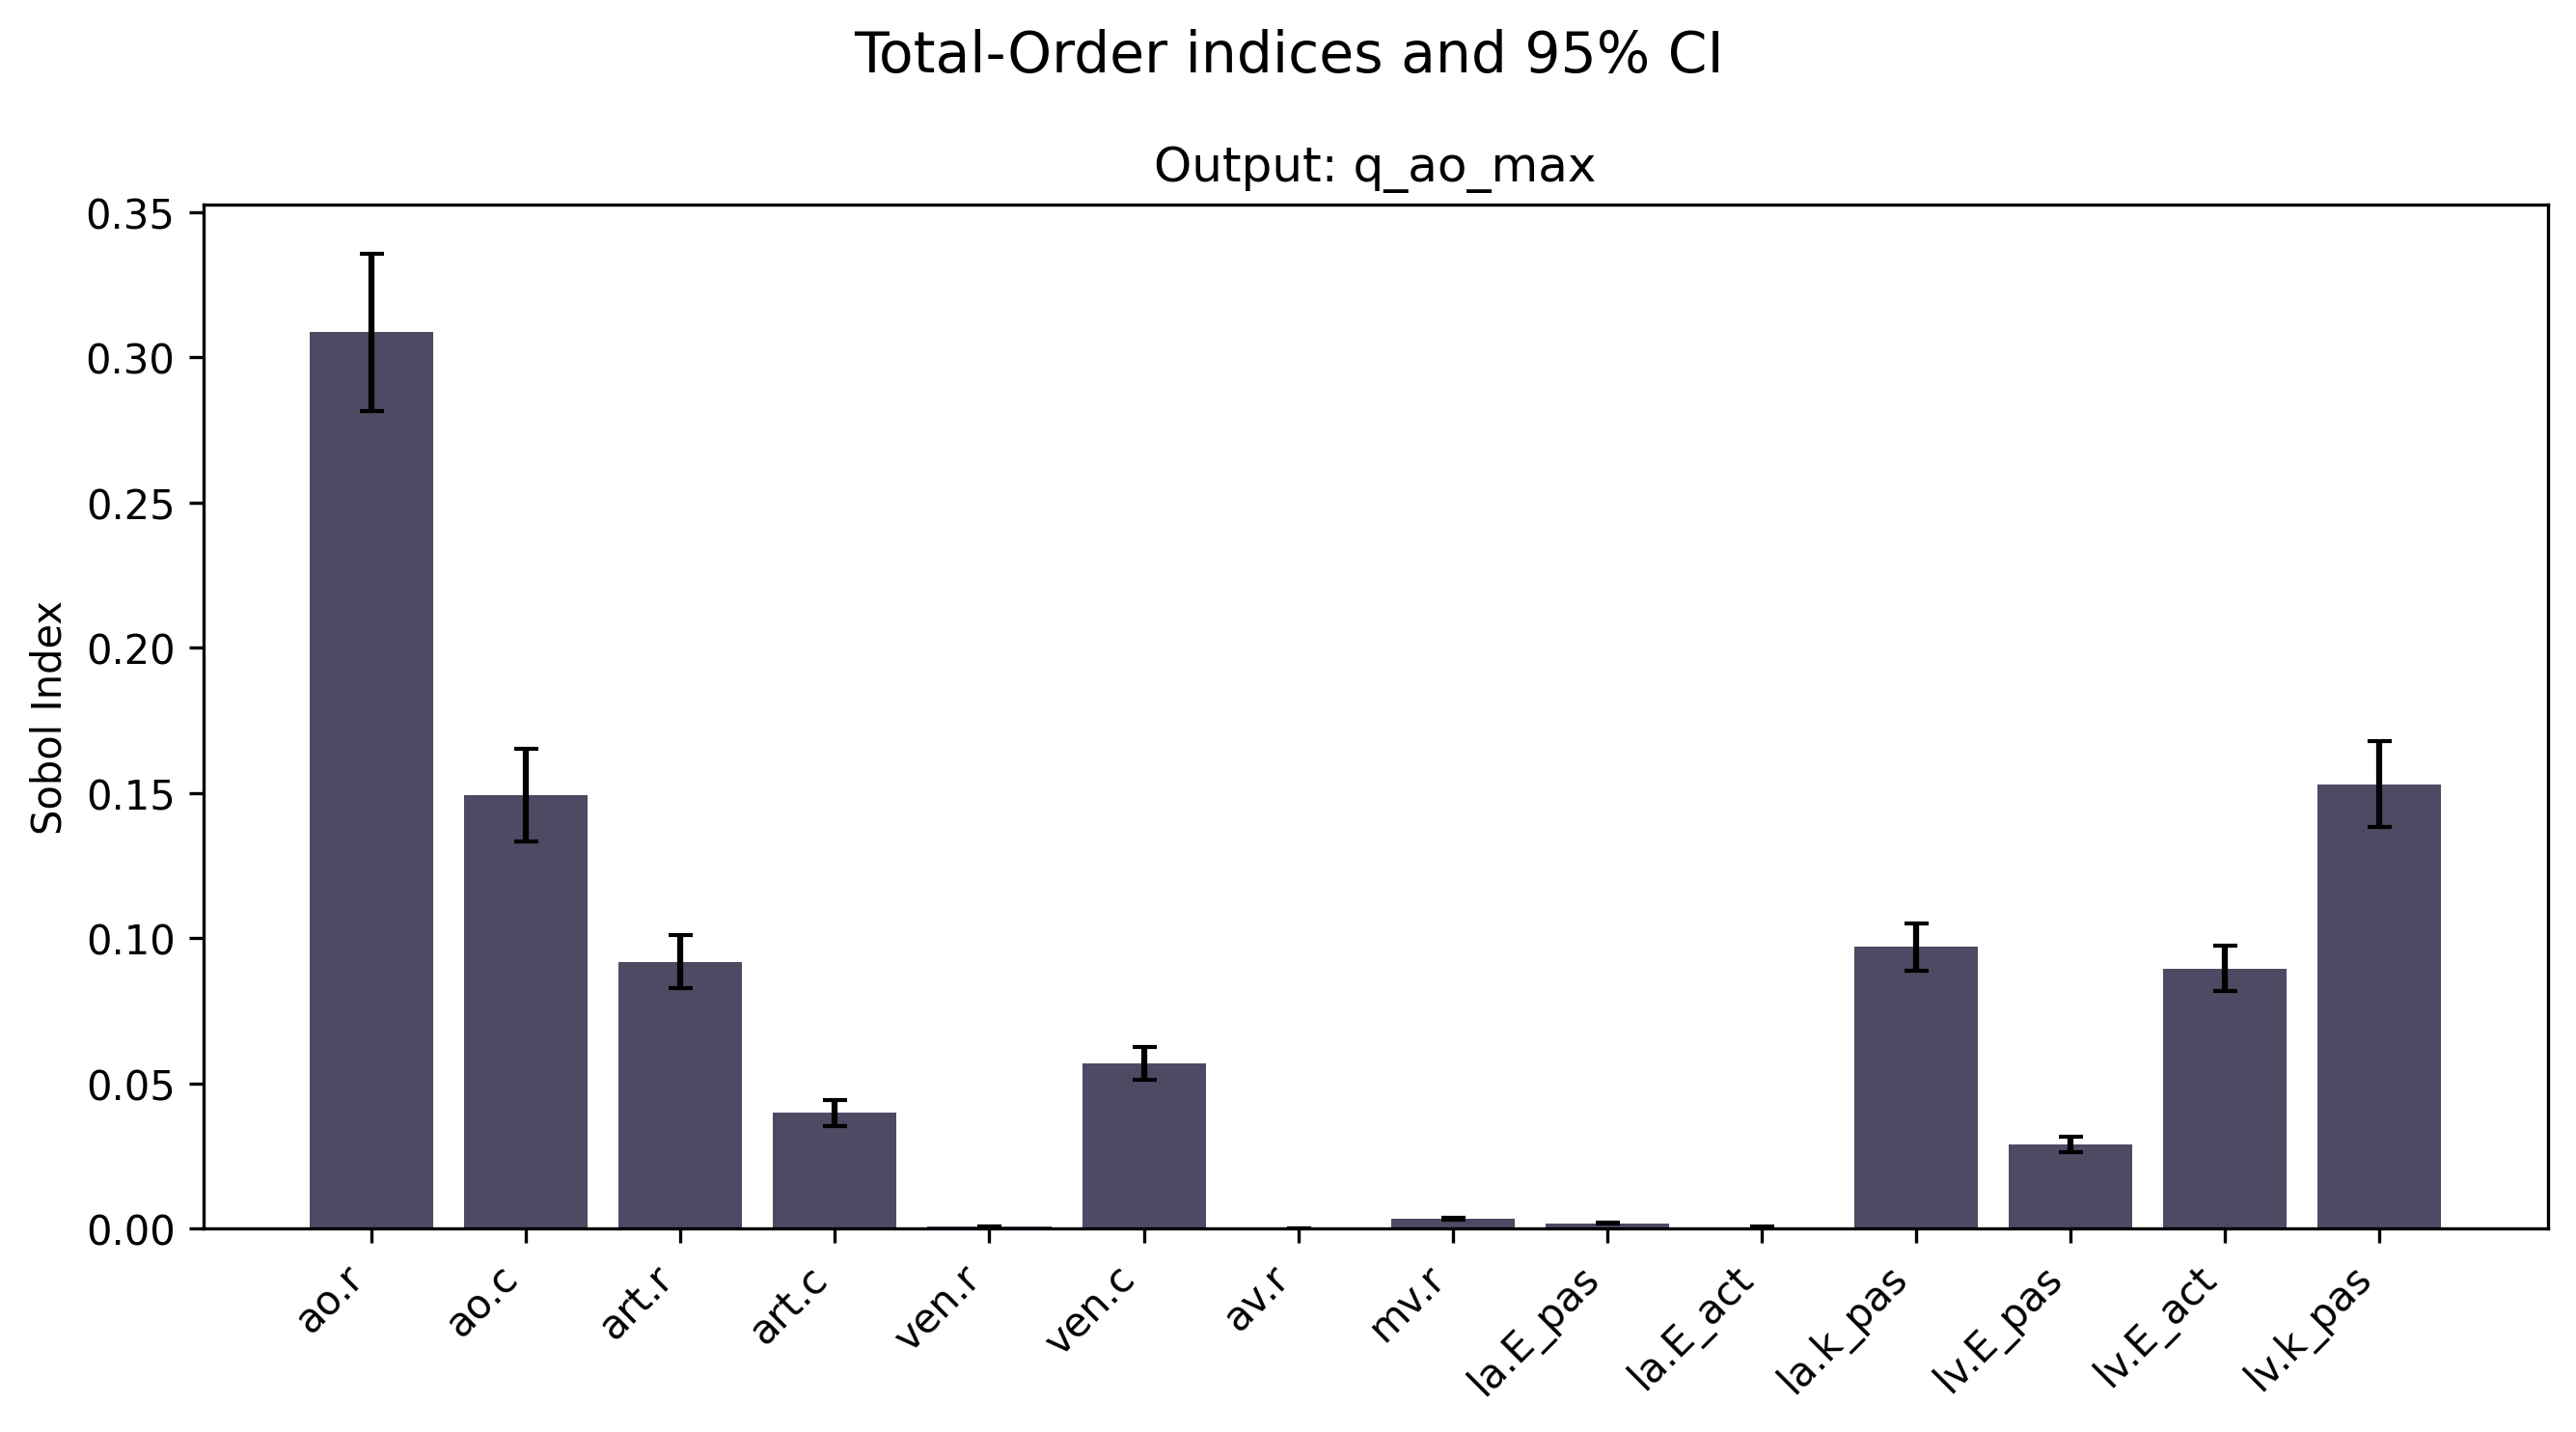 Total-Order indices and 95% CI
Output: q_ao_max
Sobol Index
0.35
0.30
0.25
0.20
0.15
0.10
0.05
0.00
ao.r
ao.c
art.r
art.c
ven.r
ven.c
av.r
mv.r
la.E_pas
la.E_act
la.k_pas
lv.E_pas
lv.E_act
lv.k_pas